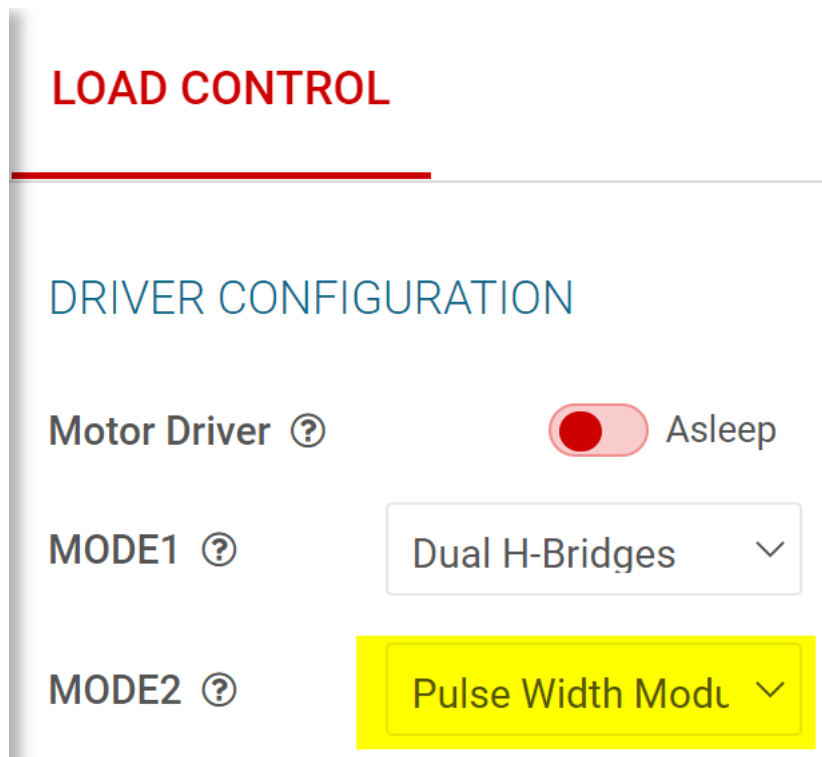 LOAD CONTROL
DRIVER CONFIGURATION
Motor Driver ? Asleep
MODE1 ? Dual H-Bridges
MODE2 ? Pulse Width Modu